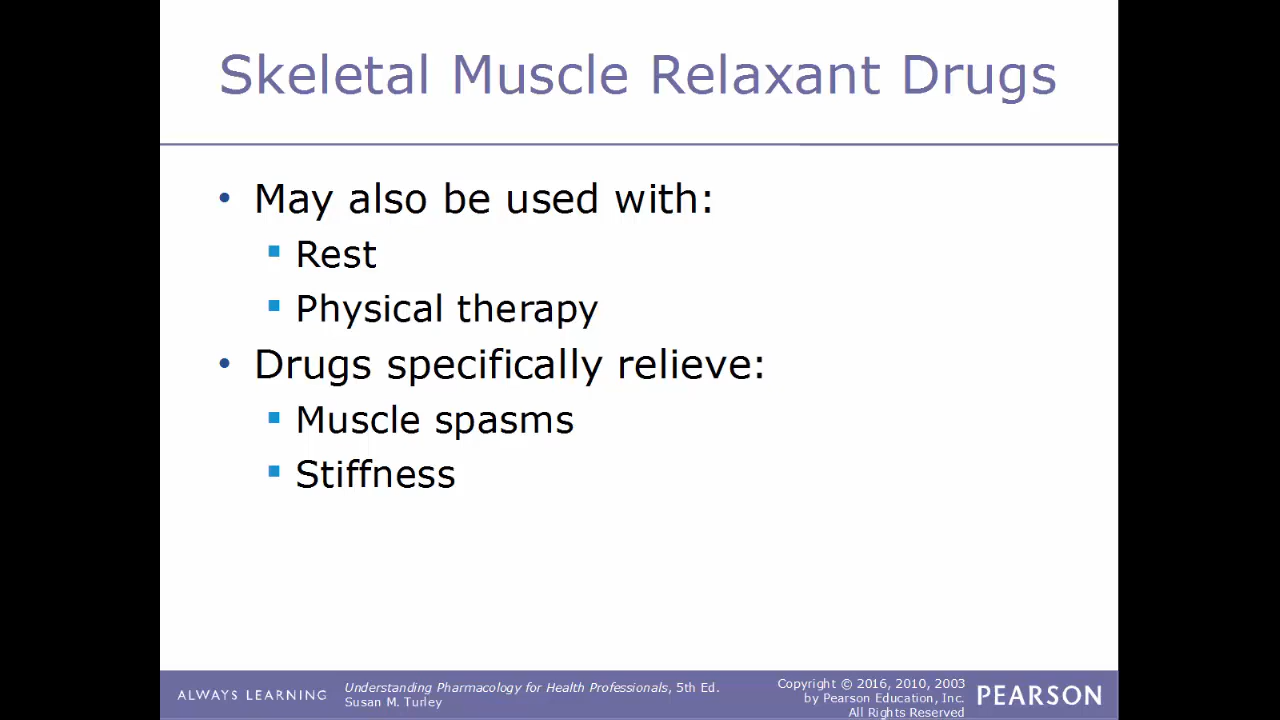 Skeletal Muscle Relaxant Drugs
• May also be used with:
▪ Rest
▪ Physical therapy
• Drugs specifically relieve:
▪ Muscle spasms
▪ Stiffness
ALWAYS LEARNING
Understanding Pharmacology for Health Professionals, 5th Ed.
Susan M. Turley
Copyright © 2016, 2010, 2003
by Pearson Education, Inc.
All Rights Reserved
PEARSON